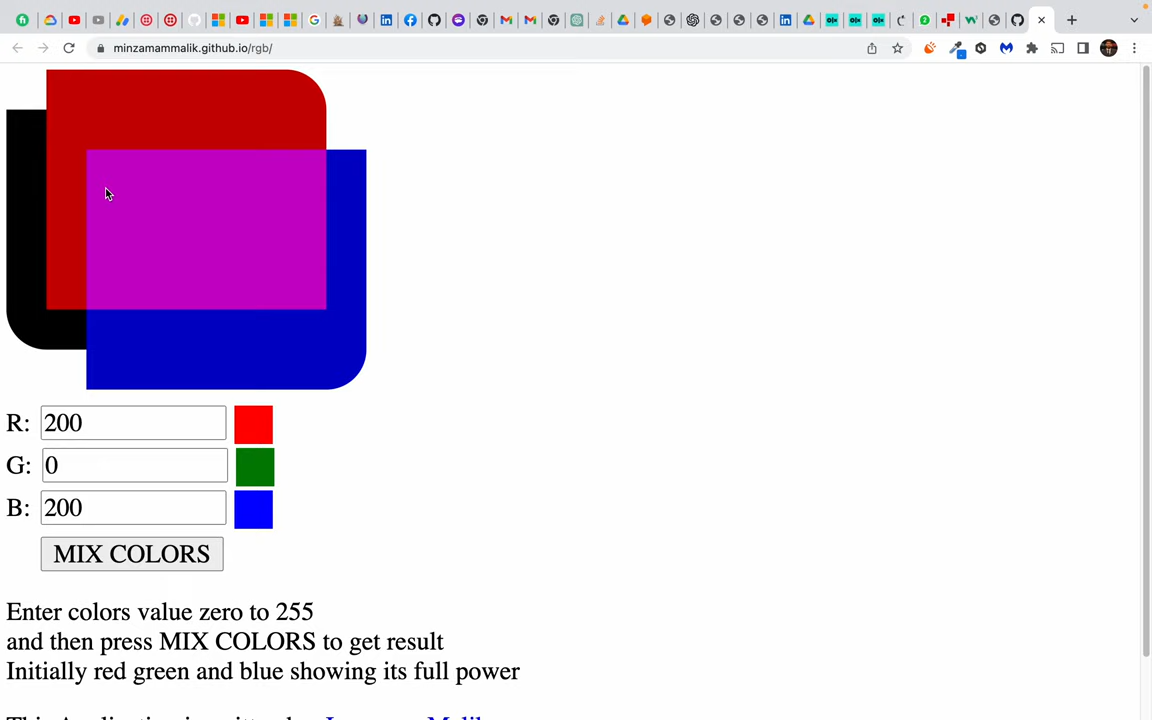 minzamammalik.github.io/rgb/
R: 200
G: 0
B: 200
MIX COLORS
Enter colors value zero to 255
and then press MIX COLORS to get result
Initially red green and blue showing its full power